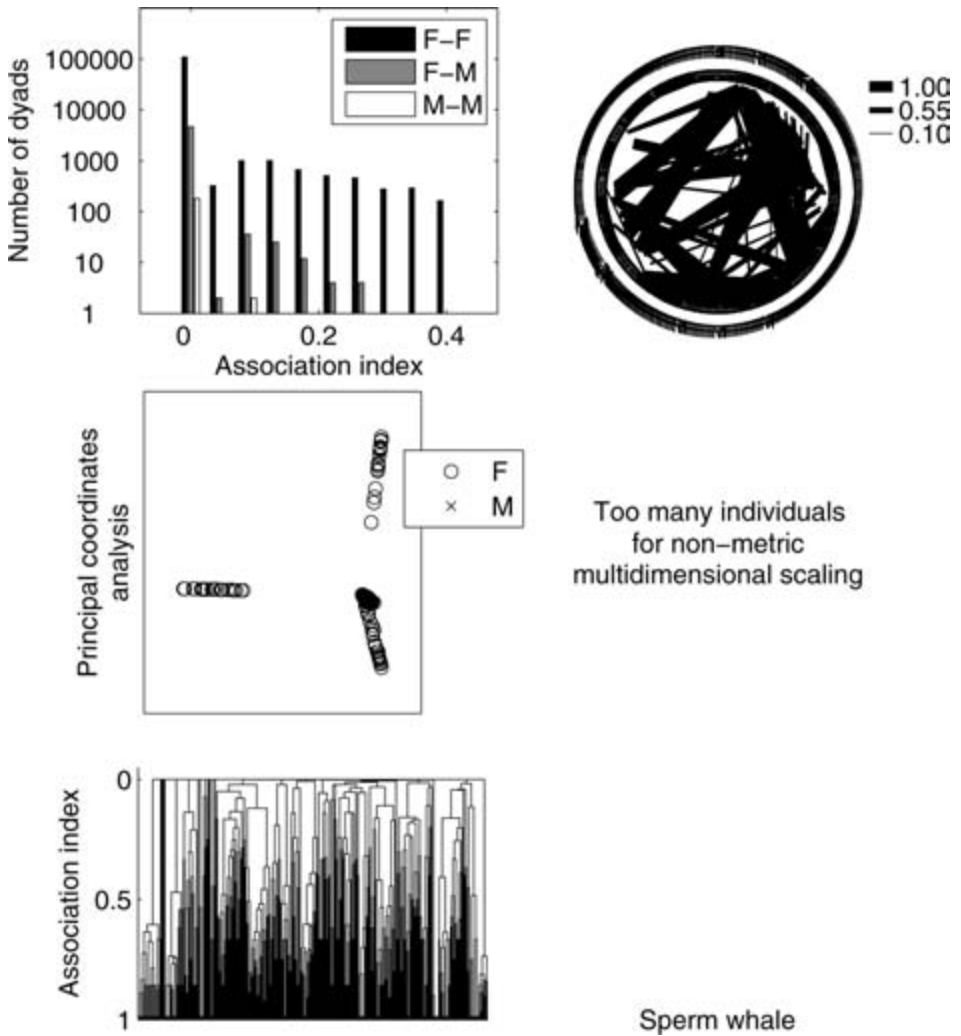 Number of dyads
100000
10000
1000
100
10
1
F–F
F–M
M–M
0
0.2
0.4
Association index
1.00
0.55
0.10
Principal coordinates
analysis
F
M
Too many individuals
for non–metric
multidimensional scaling
Association index
0
0.5
1
Sperm whale